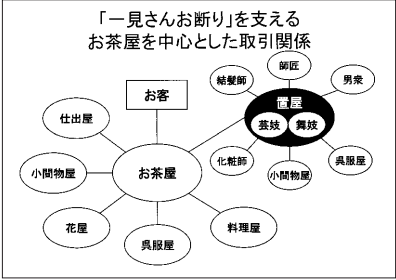 「一見さんお断り」を支える
お茶屋を中心とした取引関係
師匠
結髪師
男衆
お客
置屋
仕出屋
芸妓
舞妓
化粧師
呉服屋
小間物屋
お茶屋
小間物屋
花屋
料理屋
呉服屋